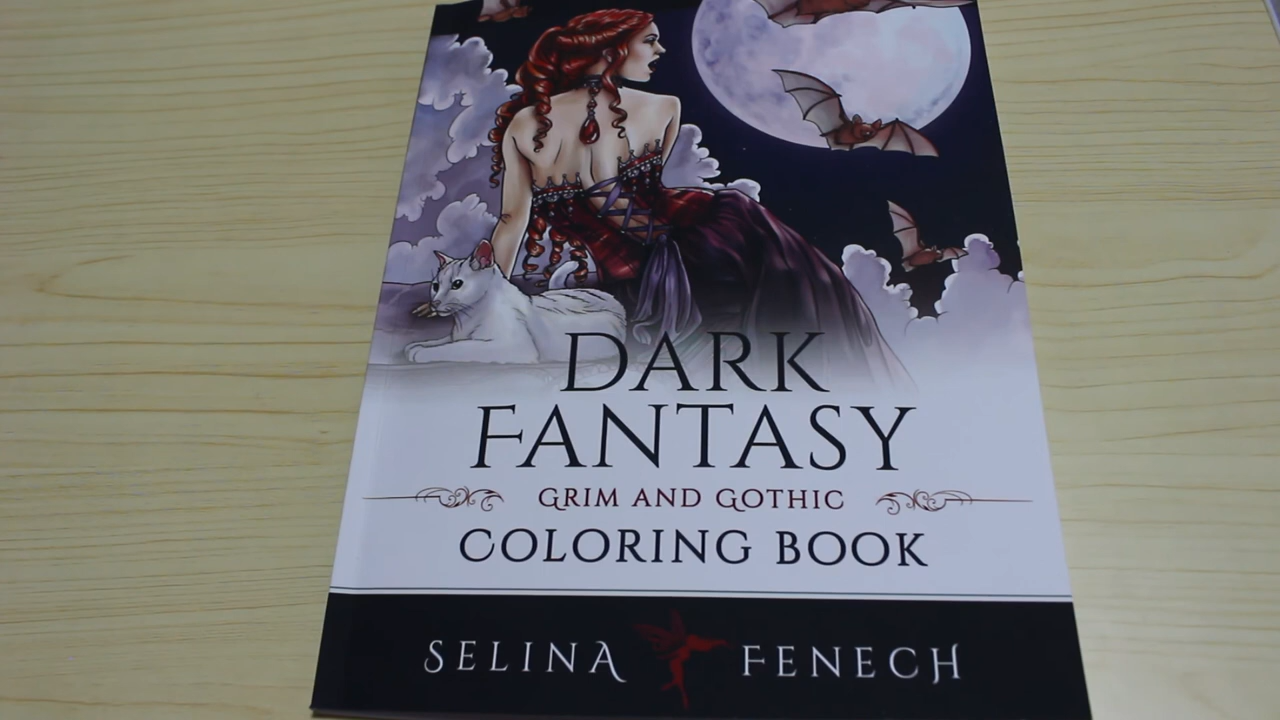 DARK
FANTASY
GRIM AND GOTHIC
COLORING BOOK
SELINA FENECH